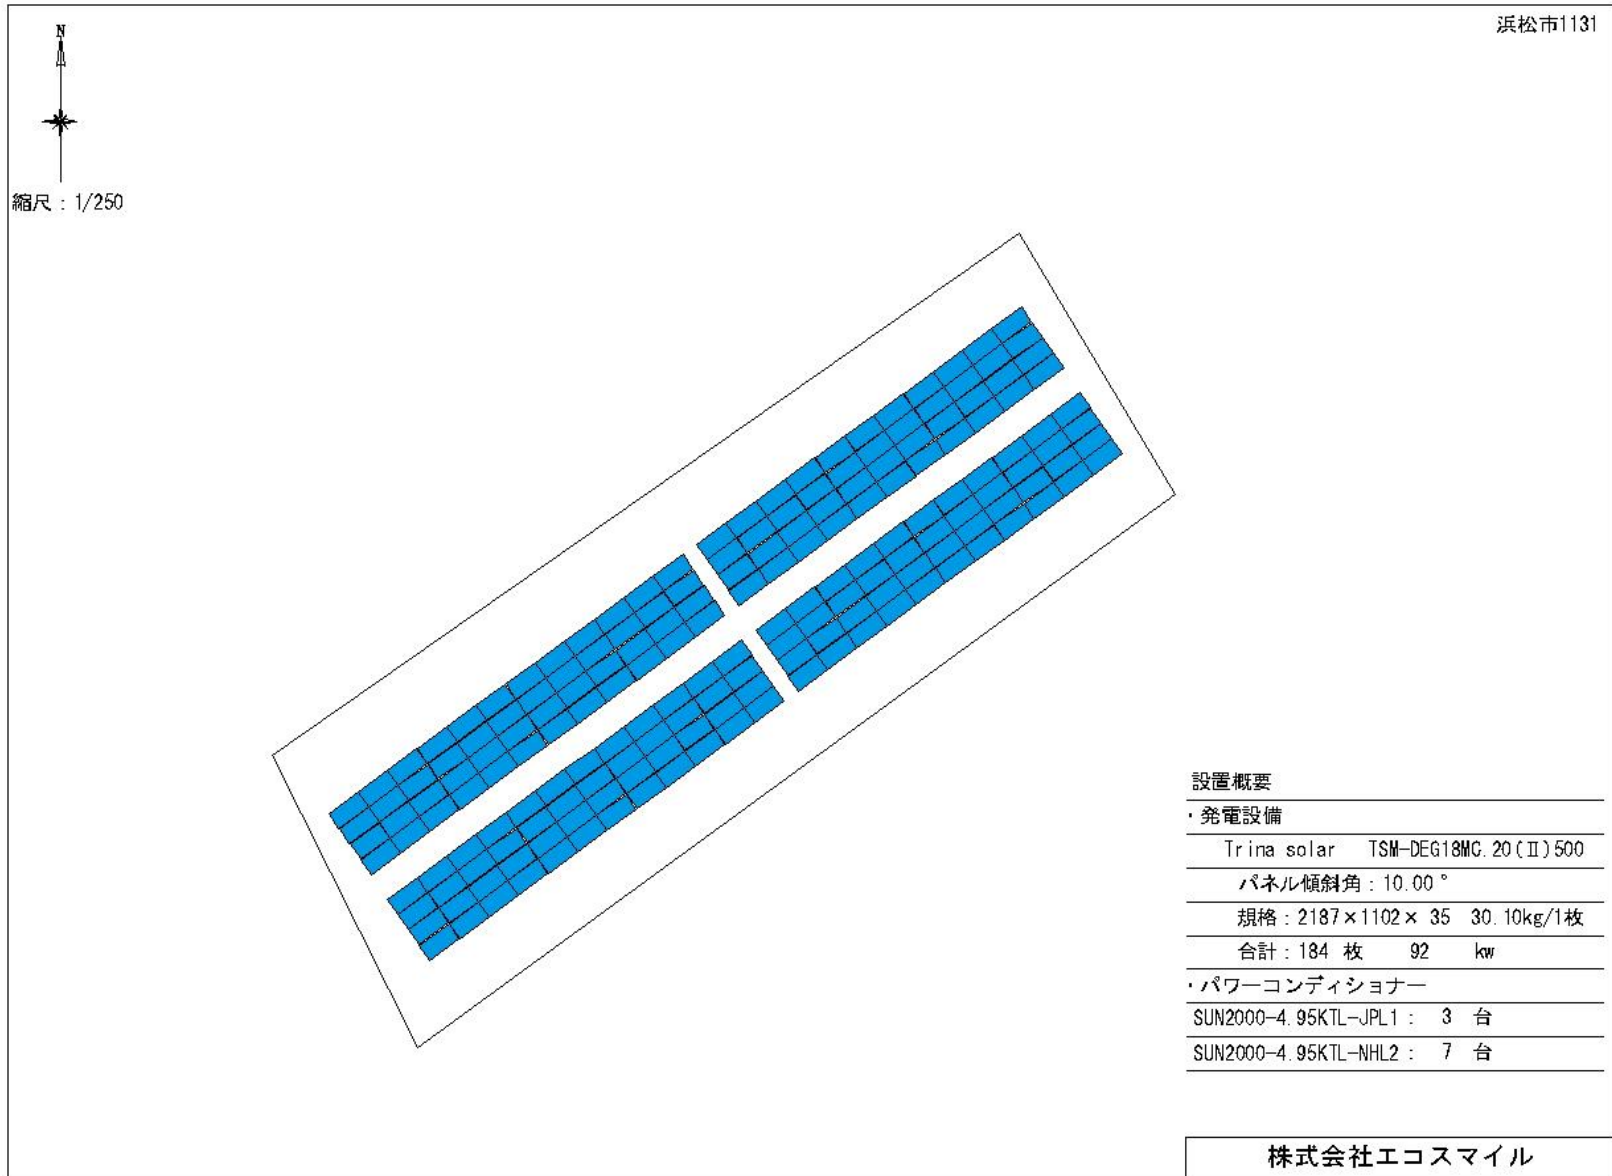 浜松市1131
N
縮尺：1/250
設置概要
・発電設備
Trina solar TSM-DEG18MC.20(Ⅱ)500
パネル傾斜角：10.00°
規格：2187×1102× 35 30.10kg/1枚
合計：184 枚 92 kw
・パワーコンディショナー
SUN2000-4.95KTL-JPL1： 3 台
SUN2000-4.95KTL-NHL2： 7 台
株式会社エコスマイル